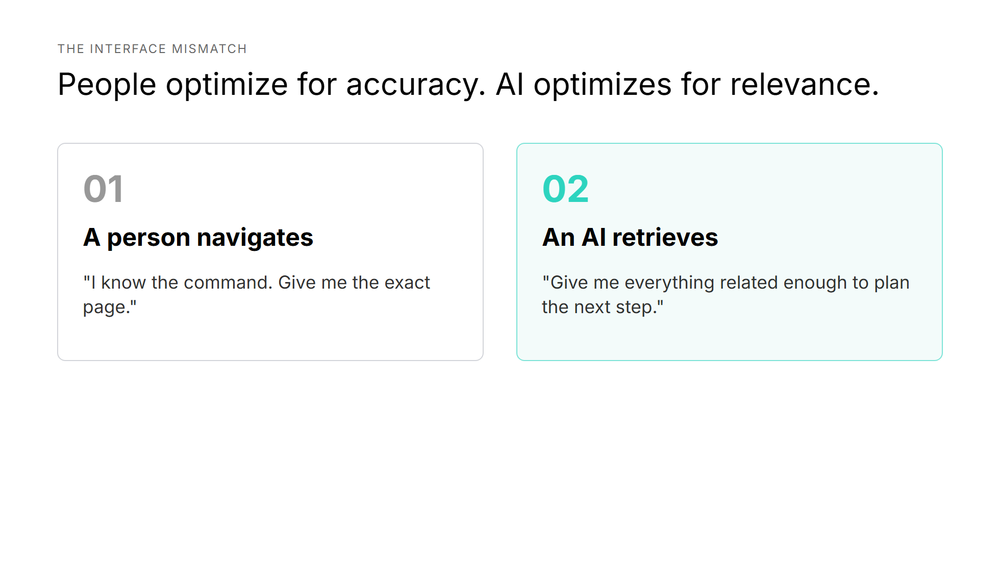 THE INTERFACE MISMATCH
People optimize for accuracy. AI optimizes for relevance.
01
A person navigates
"I know the command. Give me the exact
page."
02
An AI retrieves
"Give me everything related enough to plan
the next step."